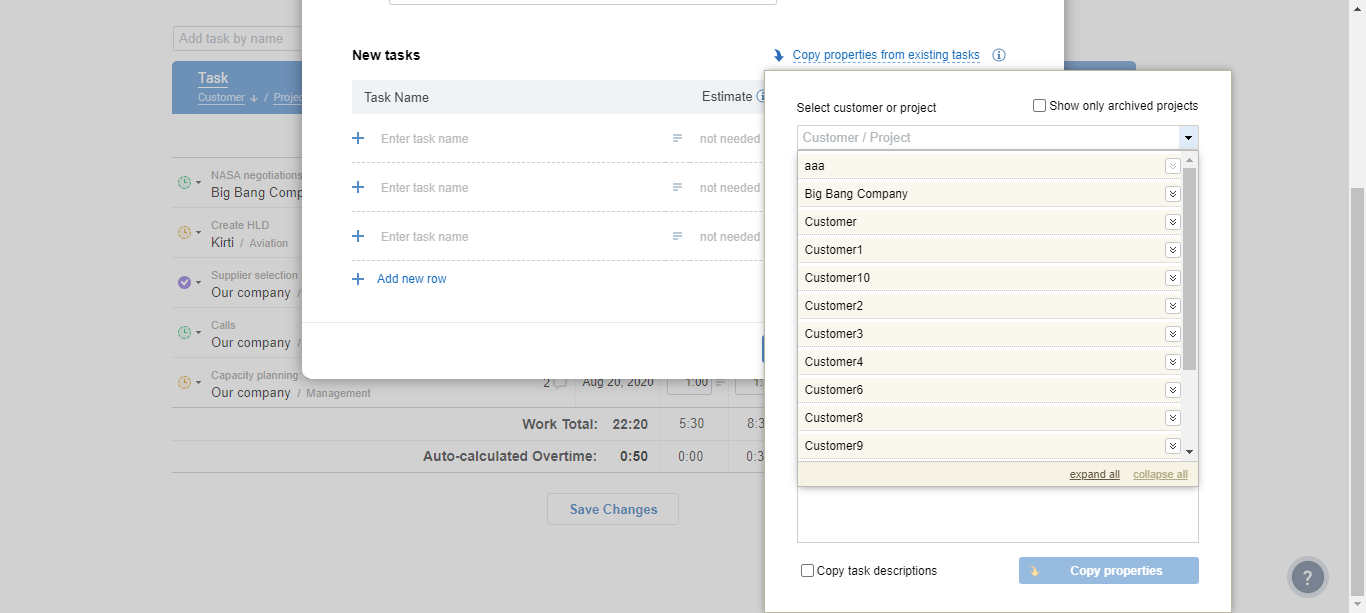 Add task by name
Task
Customer / Projec
NASA negotiations
Big Bang Comp
Create HLD
Kirti / Aviation
Supplier selection
Our company /
Calls
Our company /
Capacity planning:
Our company / Management
2
Aug 20, 2020
1:00
1:
Work Total: 22:20 5:30 8:3
Auto-calculated Overtime: 0:50 0:00 0:3
Save Changes
New tasks
Copy properties from existing tasks
Task Name
Estimate
Enter task name
not needed
Enter task name
not needed
Enter task name
not needed
Add new row
Select customer or project
Show only archived projects
Customer / Project
aaa
Big Bang Company
Customer
Customer1
Customer10
Customer2
Customer3
Customer4
Customer6
Customer8
Customer9
expand all
collapse all
Copy task descriptions
Copy properties
?